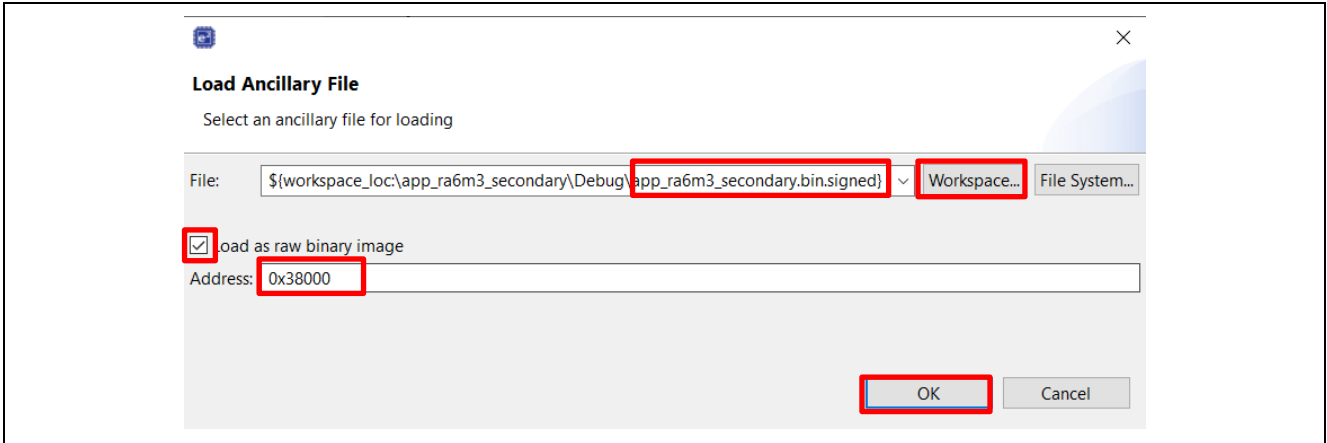 Load Ancillary File
Select an ancillary file for loading
File: ${workspace_loc:\app_ra6m3_secondary\Debug\app_ra6m3_secondary.bin.signed} Workspace... File System...
Load as raw binary image
Address: 0x38000
OK Cancel